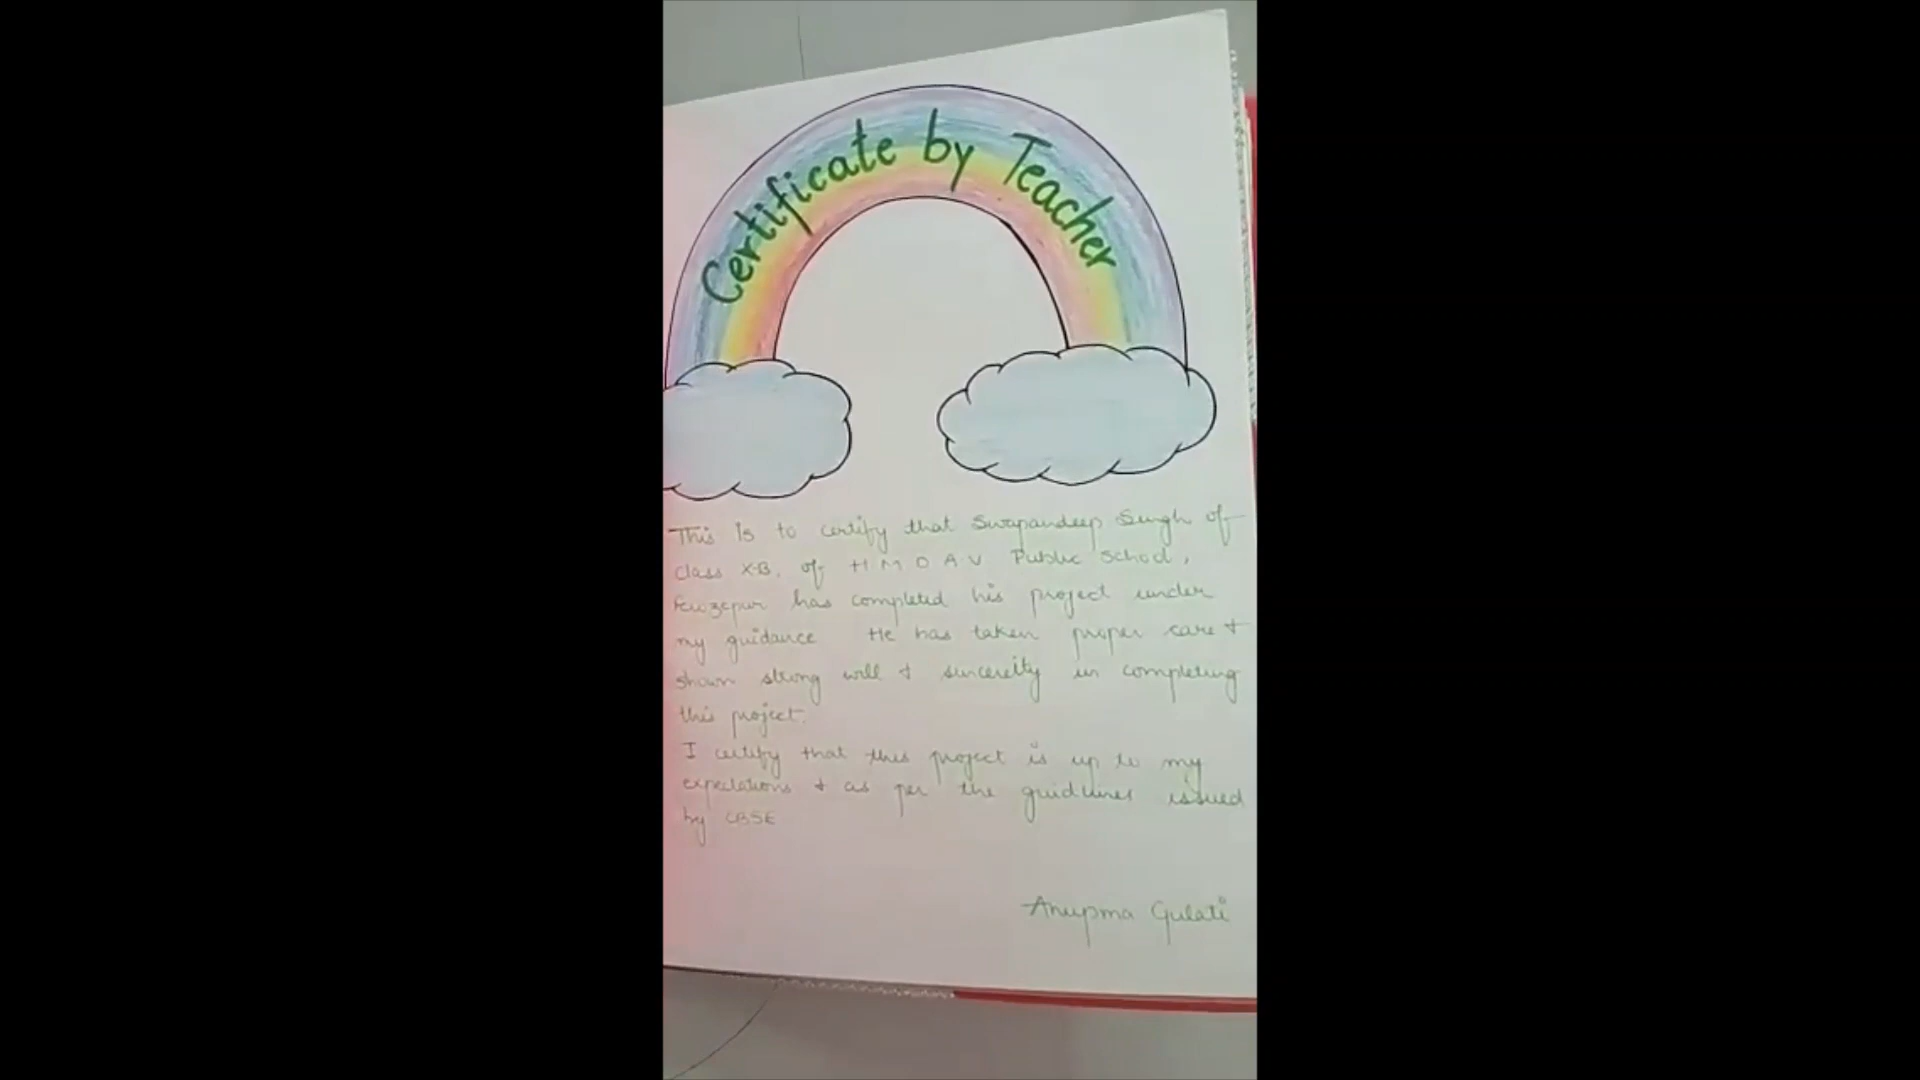 Certificate by Teacher
This is to certify that Swapandeep Singh of
Class X-B, of H M D A V Public School,
Ferozepur has completed his project under
my guidance He has taken proper care &
shown strong will & sincerelty in completing
this project.
I certify that this project is up to my
expectations & as per the guidlines issued
by CBSE
Anupma Gulati